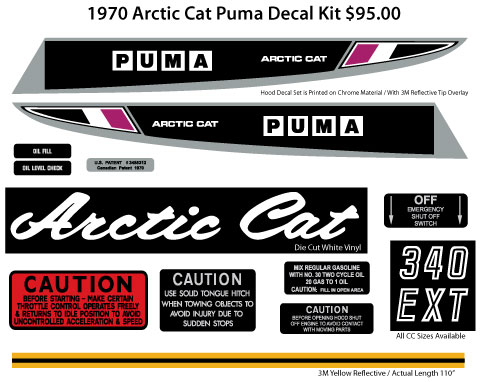 1970 Arctic Cat Puma Decal Kit $95.00
PUMA ARCTIC CAT
Hood Decal Set Is Printed on Chrome Material / With 3M Reflective Tip Overlay
ARCTIC CAT PUMA
OIL FILL
OIL LEVEL CHECK
U.S. PATENT
Canadian Patent 1970
Arctic Cat
Die Cut White Vinyl
OFF
EMERGENCY
SHUT OFF
SWITCH
CAUTION
BEFORE STARTING – MAKE CERTAIN
THROTTLE CONTROL OPERATES FREELY
& RETURNS TO IDLE POSITION TO AVOID
UNCONTROLLED ACCELERATION & SPEED
CAUTION
USE SOLID TONGUE HITCH
WHEN TOWING OBJECTS TO
AVOID INJURY DUE TO
SUDDEN STOPS
MIX REGULAR GASOLINE
WITH NO. 30 TWO CYCLE OIL
20 GAS TO 1 OIL
CAUTION: FILL IN OPEN AREA
CAUTION
BEFORE OPENING HOOD SHUT
OFF ENGINE TO AVOID CONTACT
WITH MOVING PARTS
340
EXT
All CC Sizes Available
3M Yellow Reflective / Actual Length 110"